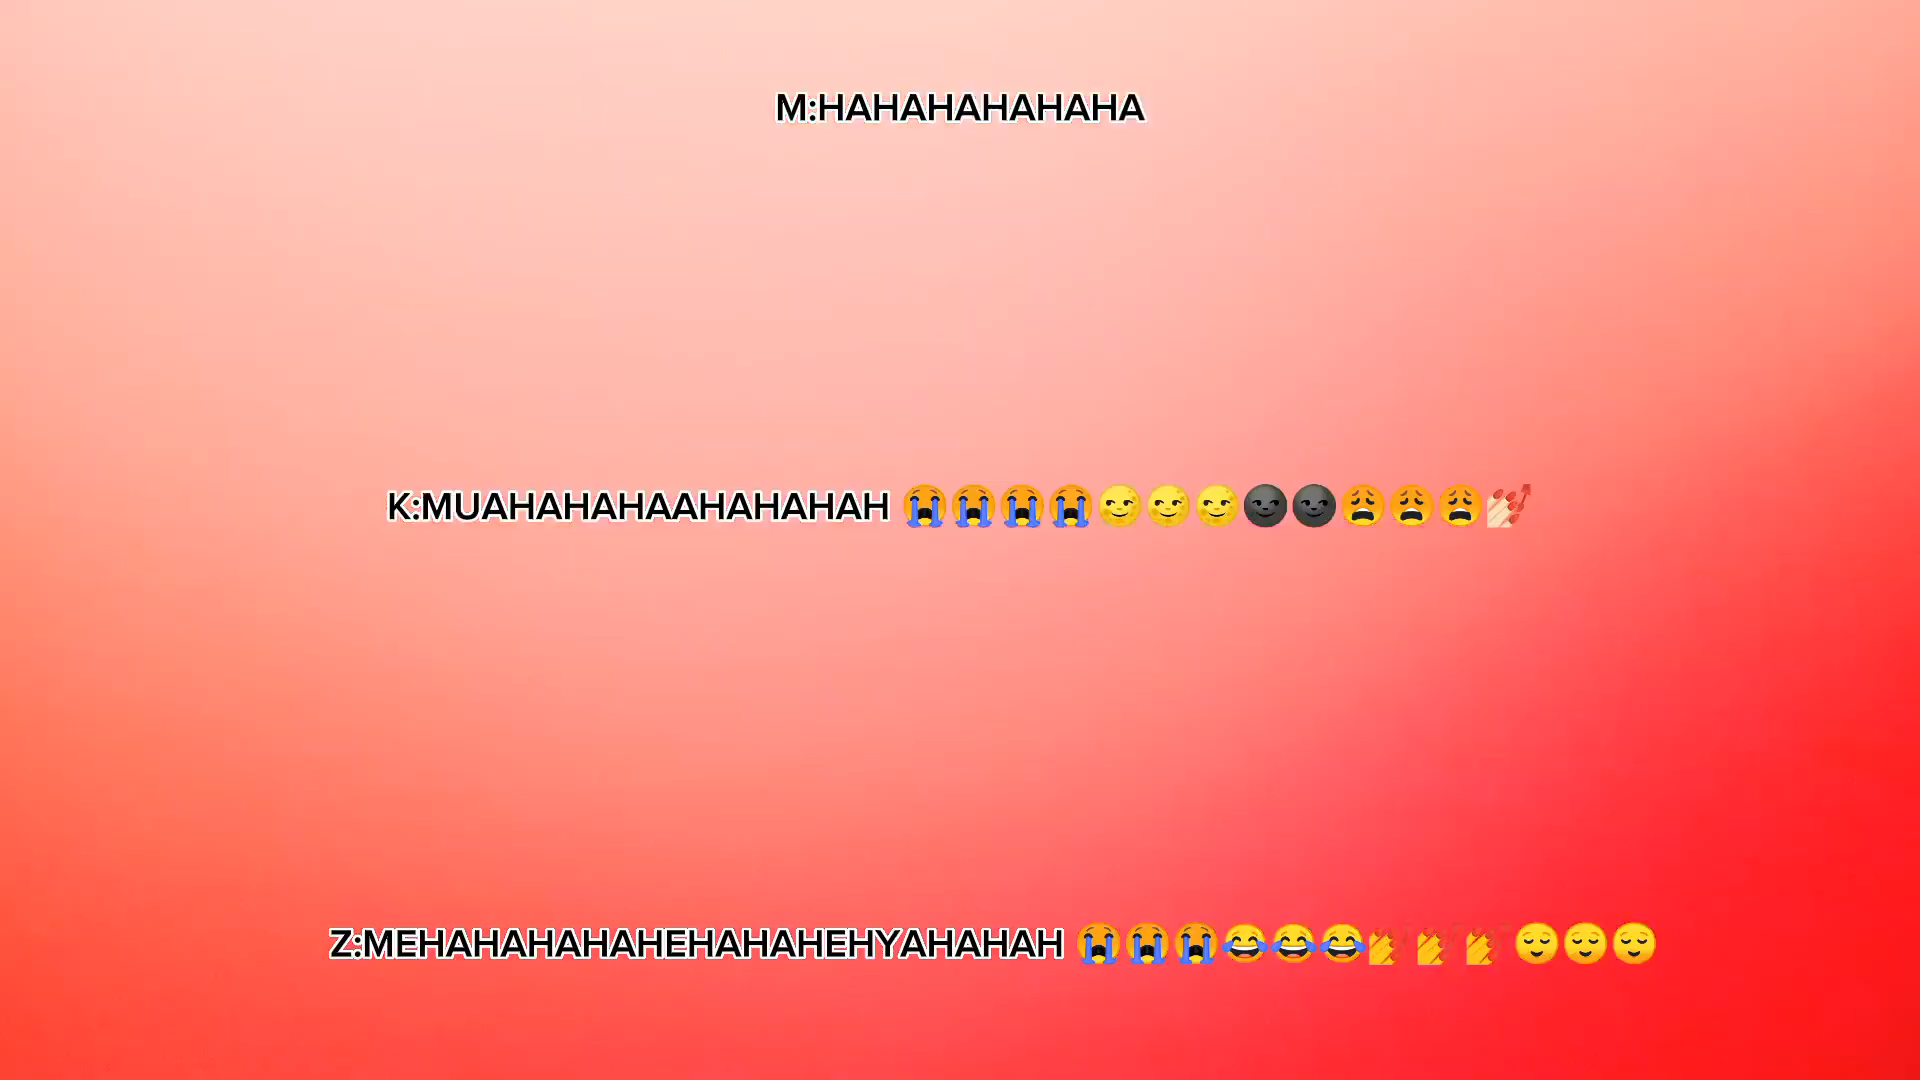 M:HAHAHAHAHAHA
K:MUAHAHAHAAHAHAHAH 😭😭😭😭🌝🌝🌝🌚🌚😩😩😩💅🏻
Z:MEHAHAHAHAHEHAHAHEHYAHAHAH 😭😭😭😂😂😂💅💅💅😌😌😌